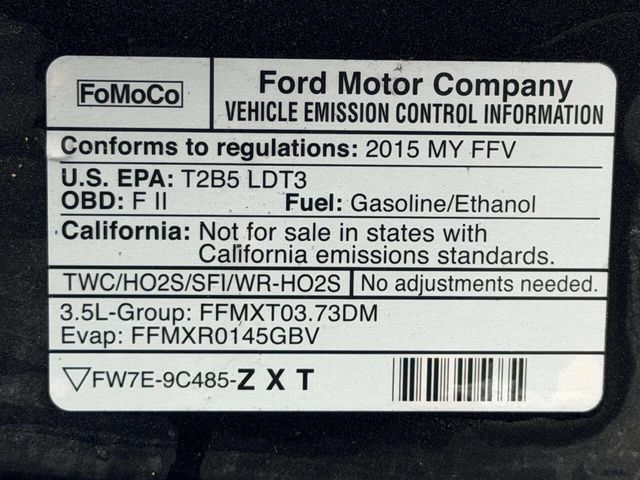 FoMoCo
Ford Motor Company
VEHICLE EMISSION CONTROL INFORMATION
Conforms to regulations: 2015 MY FFV
U.S. EPA: T2B5 LDT3
OBD: F II Fuel: Gasoline/Ethanol
California: Not for sale in states with
California emissions standards.
TWC/HO2S/SFI/WR-HO2S No adjustments needed.
3.5L-Group: FFMXT03.73DM
Evap: FFMXR0145GBV
▽FW7E-9C485-Z X T